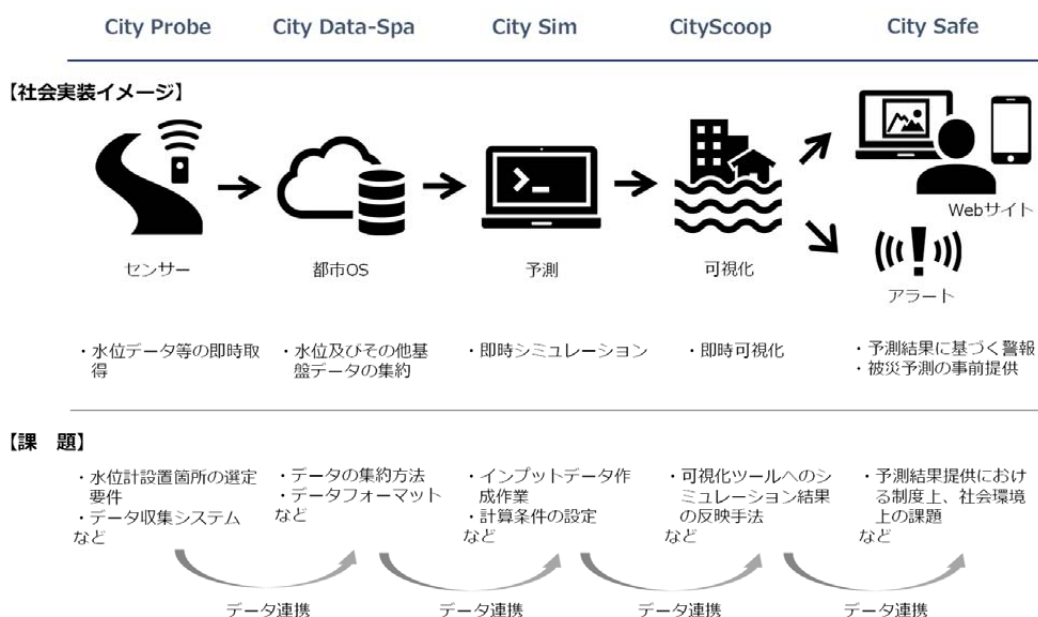 City Probe
City Data-Spa
City Sim
CityScoop
City Safe
【社会実装イメージ】
センサー
都市OS
予測
可視化
Webサイト
アラート
・水位データ等の即時取
得
・水位及びその他基
盤データの集約
・即時シミュレーション
・即時可視化
・予測結果に基づく警報
・被災予測の事前提供
【課　題】
・水位計設置箇所の選定
要件
・データ収集システム
など
・データの集約方法
・データフォーマット
など
・インプットデータ作
成作業
・計算条件の設定
など
・可視化ツールへのシ
ミュレーション結果
の反映手法
など
・予測結果提供におけ
る制度上、社会環境
上の課題
など
データ連携
データ連携
データ連携
データ連携